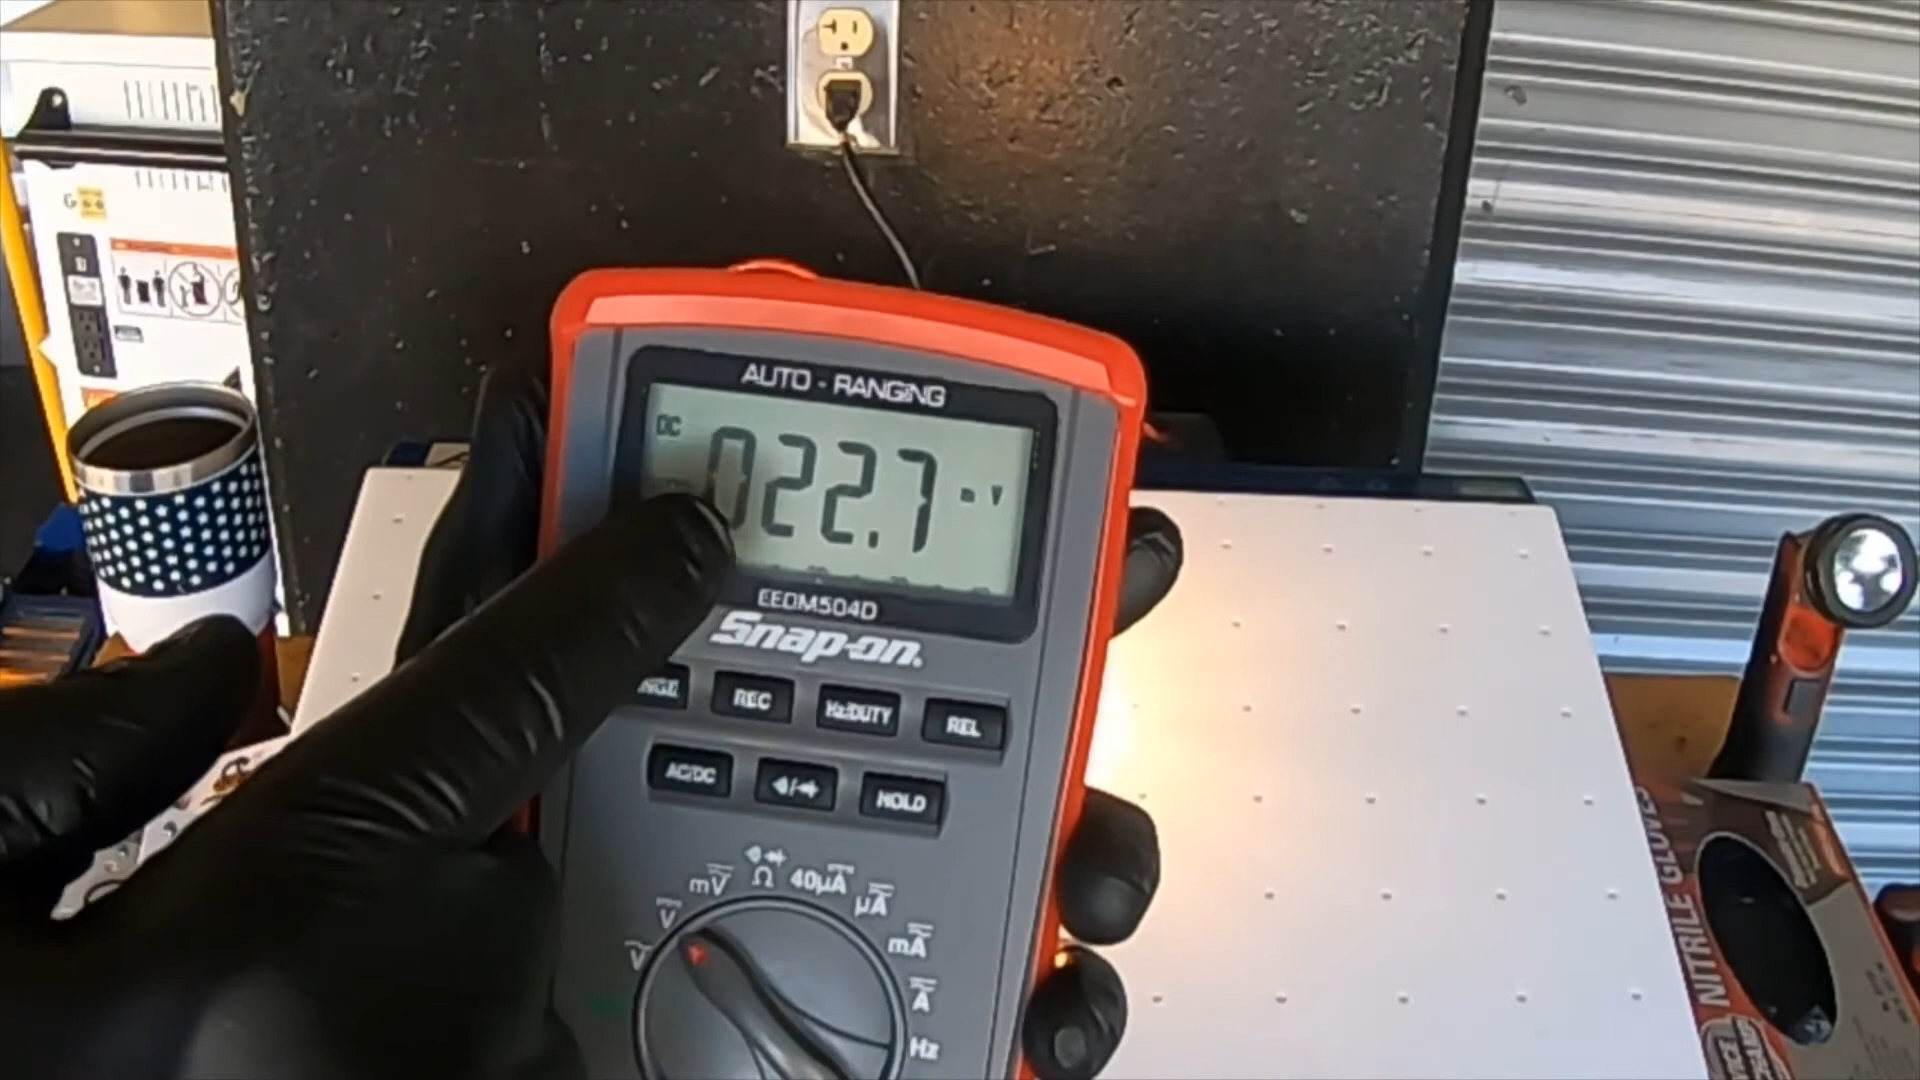 AUTO - RANGING
DC
022.7 mV
EEDM504D
Snap-on
REC
Hz/DUTY
REL
AC/DC
HOLD
mV
Ω
40µA
µA
V
mA
V
A
Hz
NITRILE GLOVES